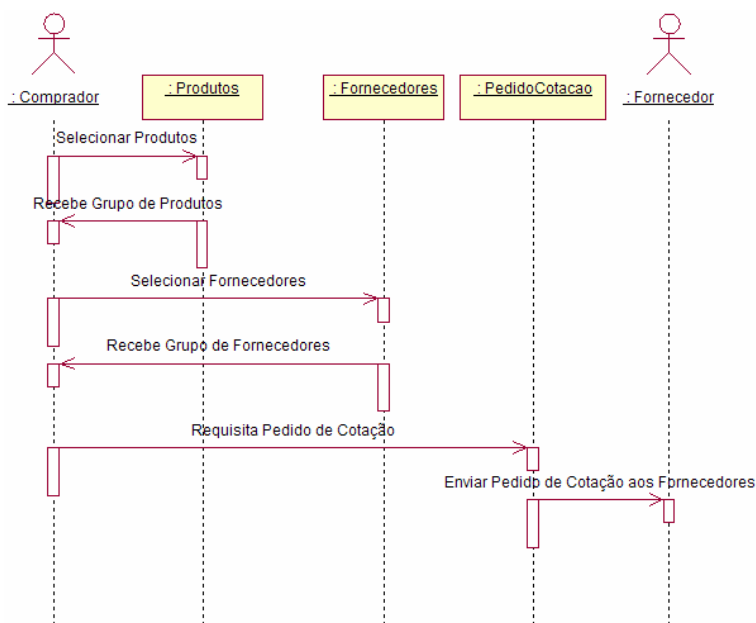 : Comprador
: Produtos
: Fornecedores
: PedidoCotacao
: Fornecedor
Selecionar Produtos
Recebe Grupo de Produtos
Selecionar Fornecedores
Recebe Grupo de Fornecedores
Requisita Pedido de Cotação
Enviar Pedido de Cotação aos Fornecedores